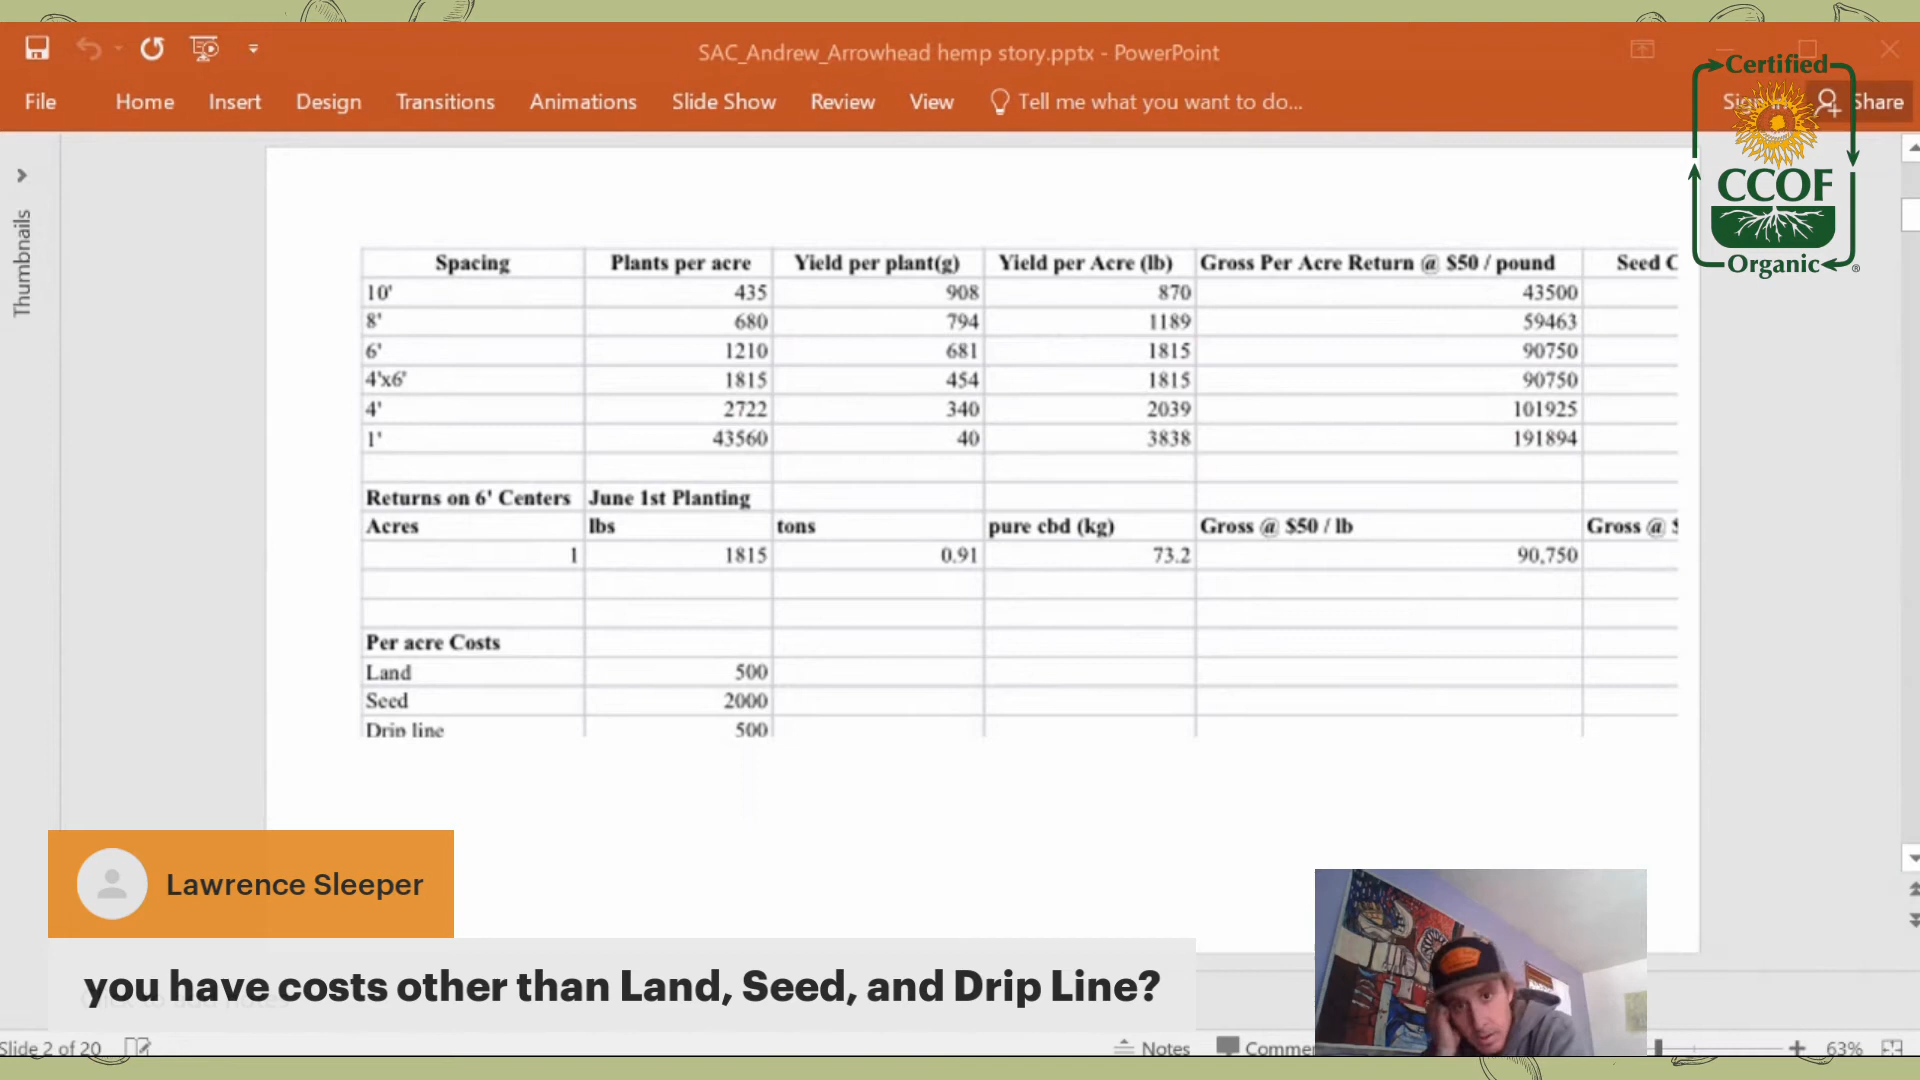 SAC_Andrew_Arrowhead hemp story.pptx - PowerPoint
File Home Insert Design Transitions Animations Slide Show Review View Tell me what you want to do... Share
Certified
CCOF
Organic®
Thumbnails
Spacing Plants per acre Yield per plant(g) Yield per Acre (lb) Gross Per Acre Return @ $50 / pound Seed C
10' 435 908 870 43500
8' 680 794 1189 59463
6' 1210 681 1815 90750
4'x6' 1815 454 1815 90750
4' 2722 340 2039 101925
1' 43560 40 3838 191894
Returns on 6' Centers June 1st Planting
Acres lbs tons pure cbd (kg) Gross @ $50 / lb Gross @ $
1 1815 0.91 73.2 90,750
Per acre Costs
Land 500
Seed 2000
Drip line 500
Lawrence Sleeper
you have costs other than Land, Seed, and Drip Line?
Slide 2 of 20 Notes Comme 63%